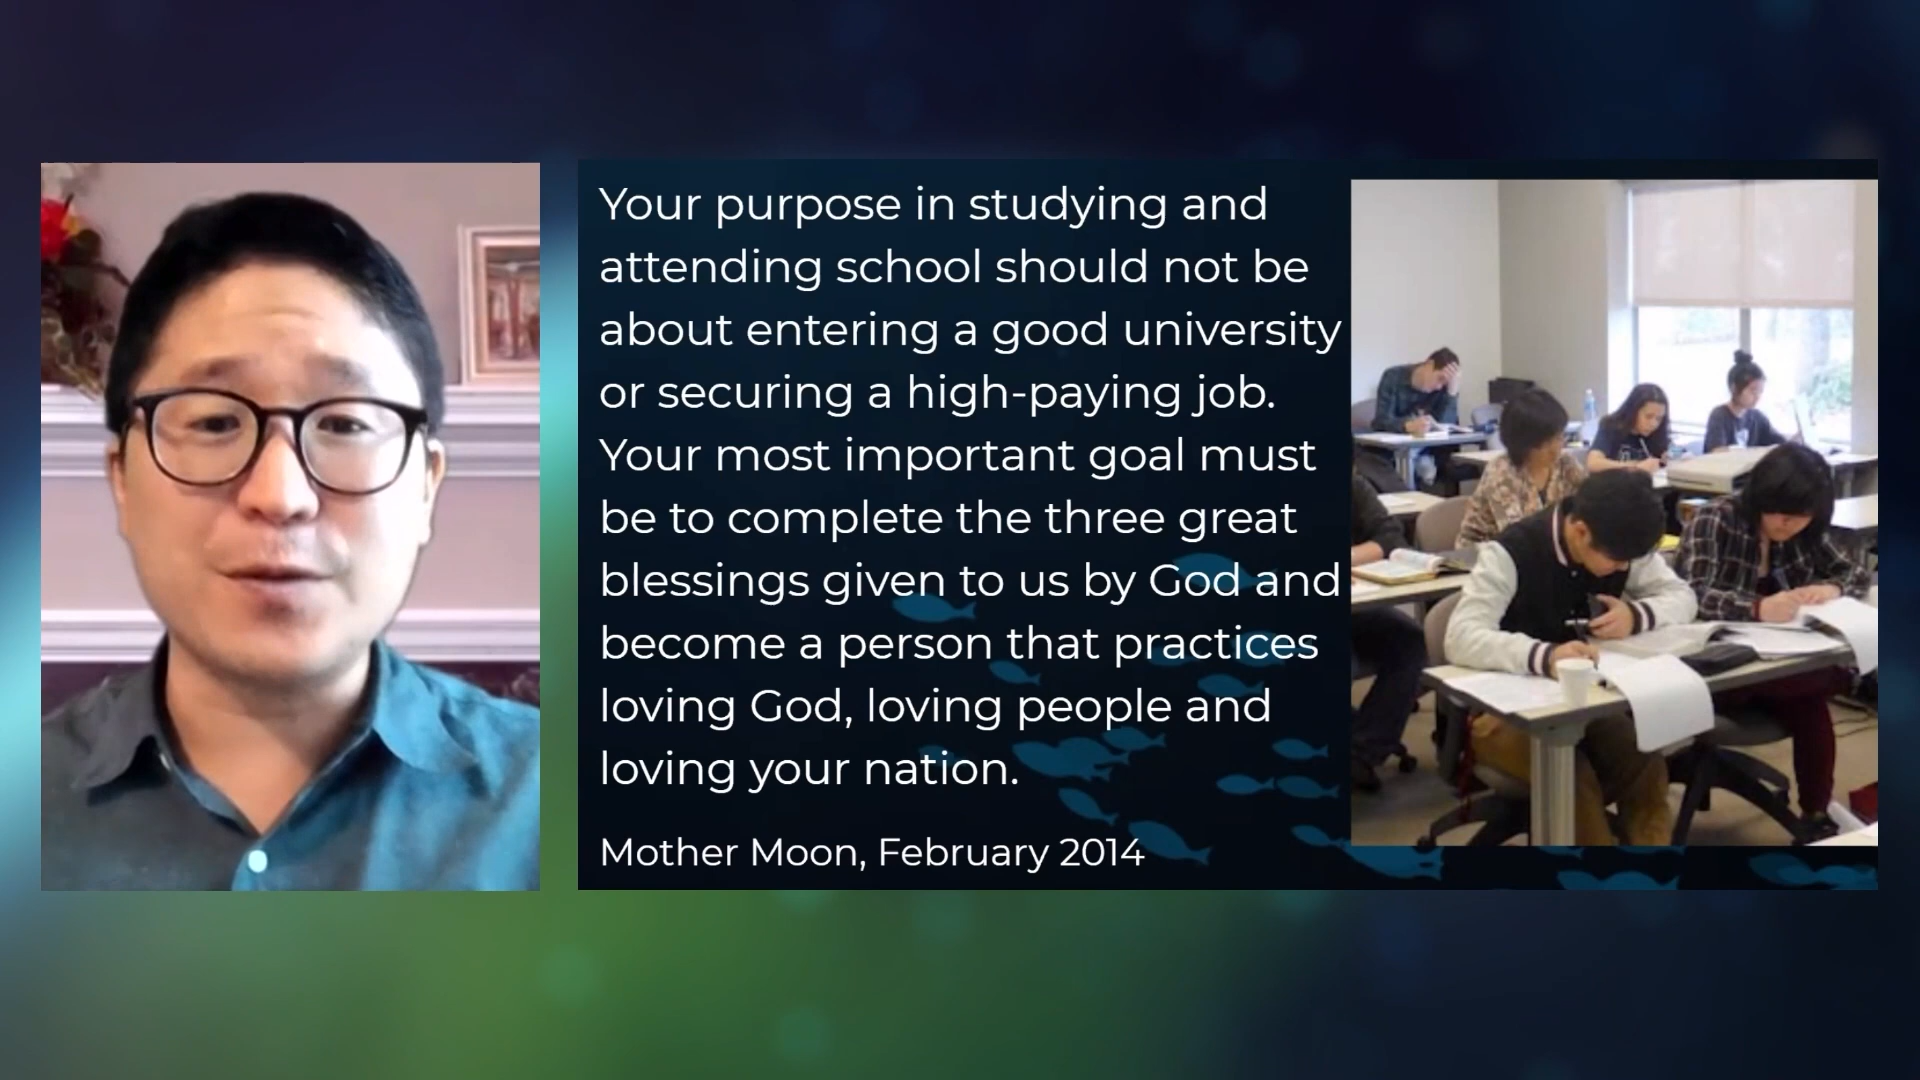 Your purpose in studying and
attending school should not be
about entering a good university
or securing a high-paying job.
Your most important goal must
be to complete the three great
blessings given to us by God and
become a person that practices
loving God, loving people and
loving your nation.
Mother Moon, February 2014